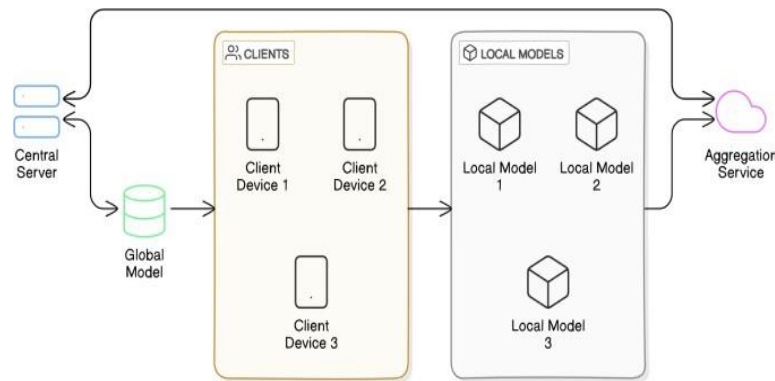 CLIENTS
LOCAL MODELS
Central
Server
Client
Device 1
Client
Device 2
Local Model
1
Local Model
2
Aggregation
Service
Global
Model
Client
Device 3
Local Model
3